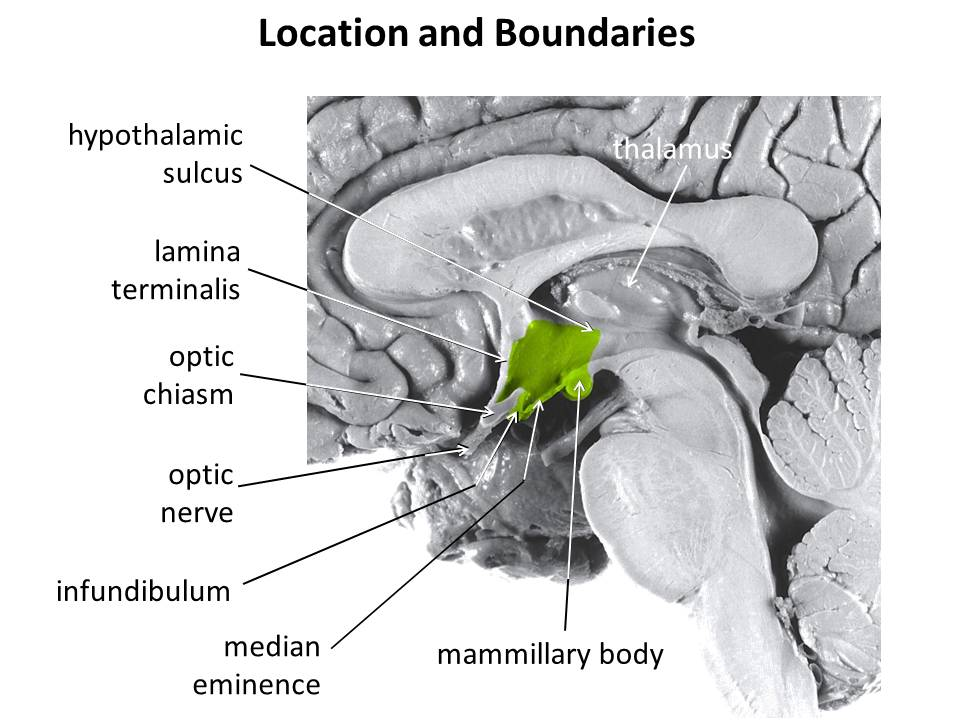 Location and Boundaries
hypothalamic
sulcus
thalamus
lamina
terminalis
optic
chiasm
optic
nerve
infundibulum
median
eminence
mammillary body